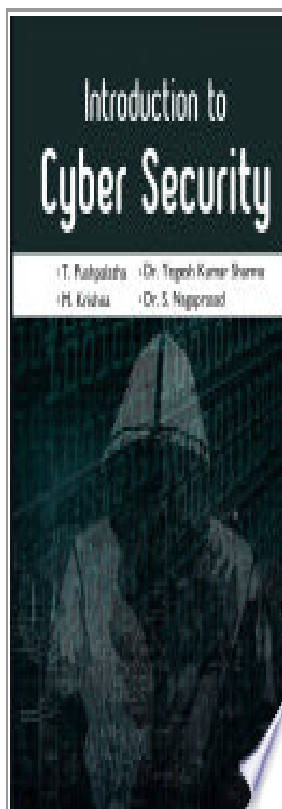 Introduction to
Cyber Security
T. Pushpalatha Dr. Yogesh Kumar Sharma
M. Krishna Dr. S. Nagaprasad